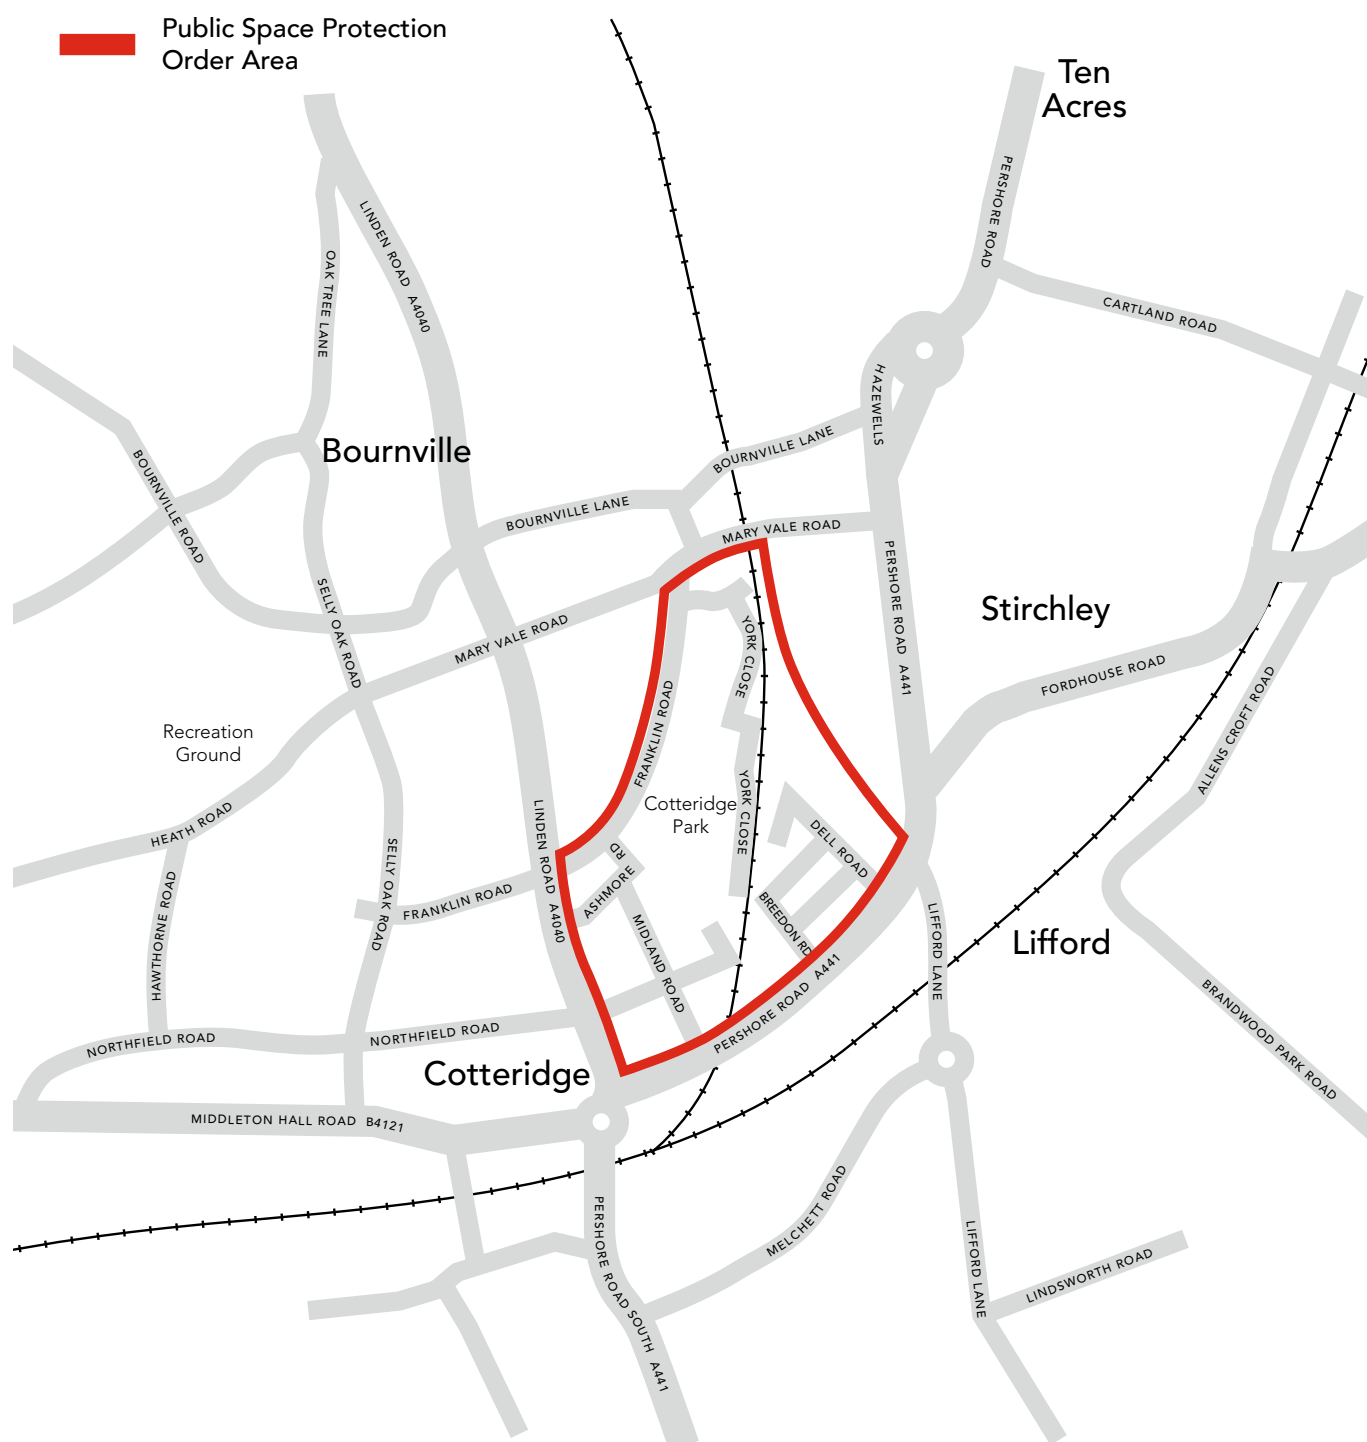 Public Space Protection
Order Area
Ten
Acres
PERSHORE ROAD
LINDEN ROAD A4040
OAK TREE LANE
CARTLAND ROAD
HAZEWELLS
Bournville
BOURNVILLE LANE
BOURNVILLE ROAD
BOURNVILLE LANE
MARY VALE ROAD
PERSHORE ROAD A441
SELLY OAK ROAD
Stirchley
MARY VALE ROAD
YORK CLOSE
FORDHOUSE ROAD
ALLENS CROFT ROAD
FRANKLIN ROAD
Recreation
Ground
YORK CLOSE
Cotteridge
Park
HEATH ROAD
LINDEN ROAD A4040
DELL ROAD
SELLY OAK ROAD
ASHMORE RD
HAWTHORNE ROAD
FRANKLIN ROAD
BREEDON RD
MIDLAND ROAD
LIFFORD LANE
Lifford
PERSHORE ROAD A441
BRANDWOOD PARK ROAD
NORTHFIELD ROAD
NORTHFIELD ROAD
Cotteridge
MIDDLETON HALL ROAD B4121
MELCHETT ROAD
PERSHORE ROAD SOUTH A441
LIFFORD LANE
LINDSWORTH ROAD